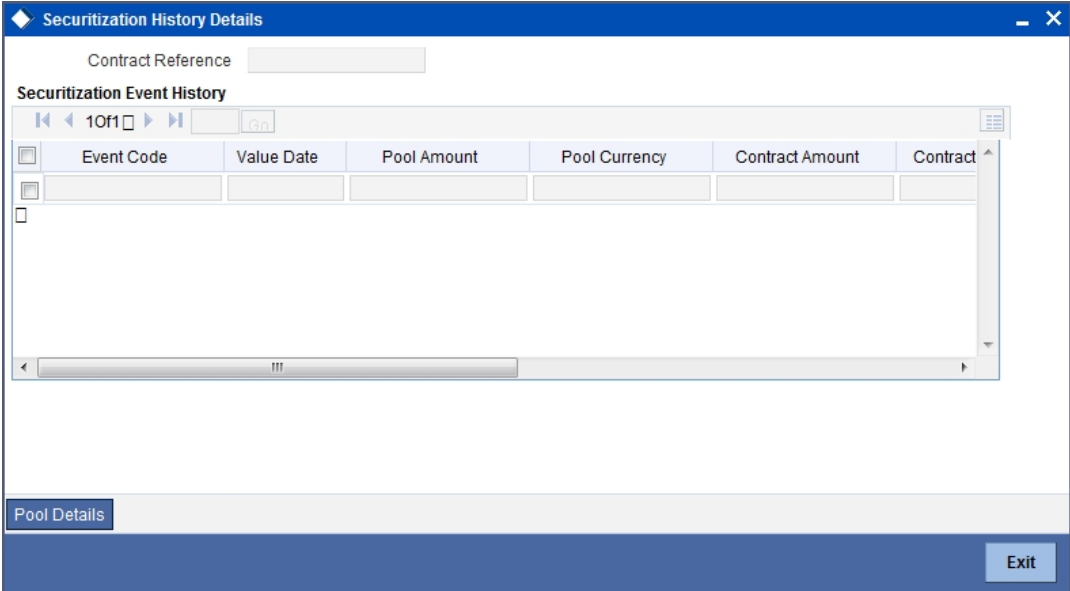 Securitization History Details
Contract Reference
Securitization Event History
1Of1 Go
Event Code Value Date Pool Amount Pool Currency Contract Amount Contract
Pool Details
Exit